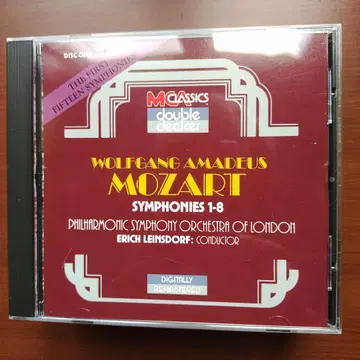 DISC ONE
THE FIRST
FIFTEEN SYMPHONIES
MCA CLASSICS
double
decker
WOLFGANG AMADEUS
MOZART
SYMPHONIES 1-8
PHILHARMONIC SYMPHONY ORCHESTRA OF LONDON
ERICH LEINSDORF: CONDUCTOR
DIGITALLY
REMASTERED